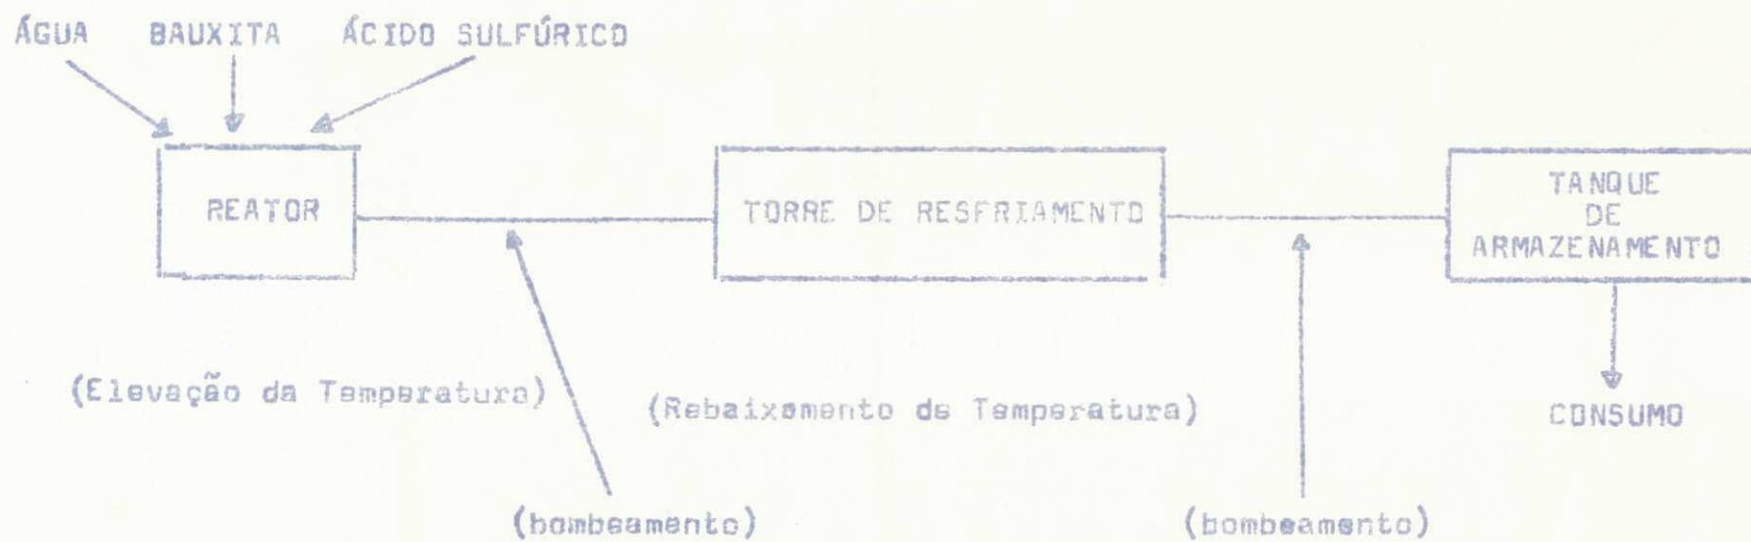 ÁGUA BAUXITA ÁCIDO SULFÚRICO
REATOR
TORRE DE RESFRIAMENTO
TANQUE
DE
ARMAZENAMENTO
(Elevação da Temperatura)
(Rebaixamento de Temperatura)
CONSUMO
(bombeamento)
(bombeamento)